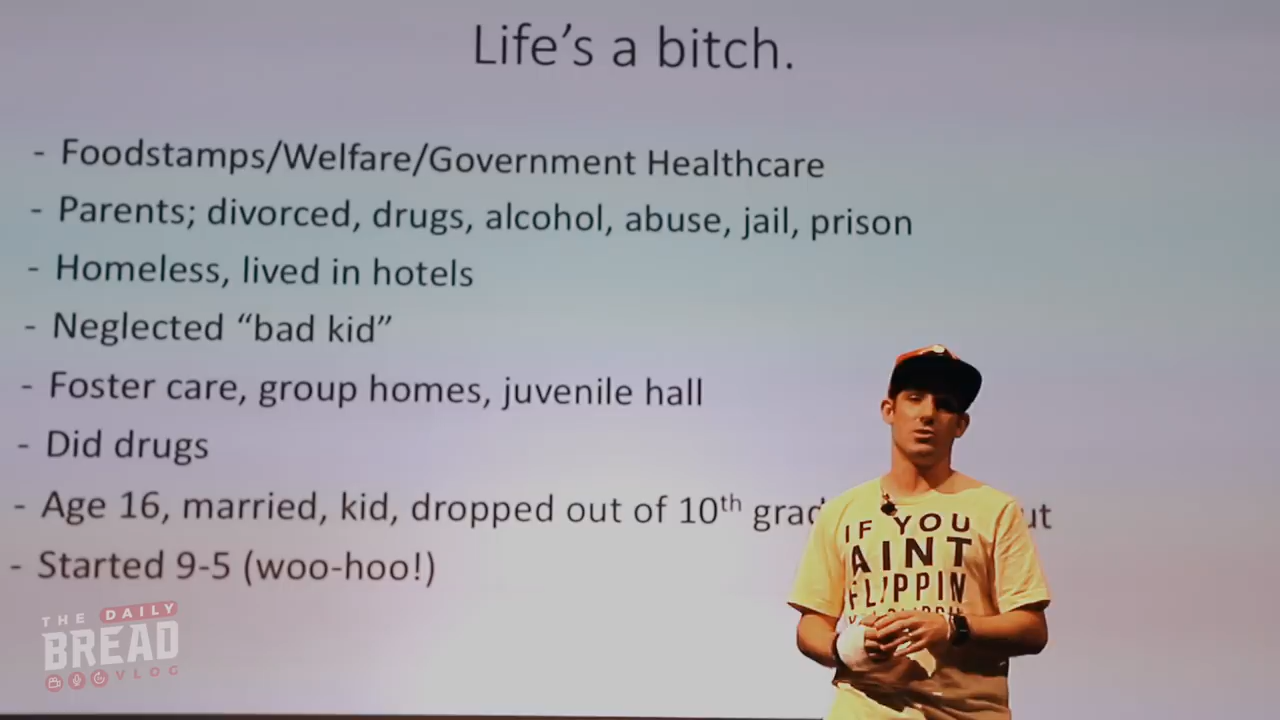 Life's a bitch.
- Foodstamps/Welfare/Government Healthcare
- Parents; divorced, drugs, alcohol, abuse, jail, prison
- Homeless, lived in hotels
- Neglected “bad kid”
- Foster care, group homes, juvenile hall
- Did drugs
- Age 16, married, kid, dropped out of 10th
- Started 9-5 (woo-hoo!)
IF YOU
AINT
FLIPPIN
THE DAILY
BREAD
VLOG